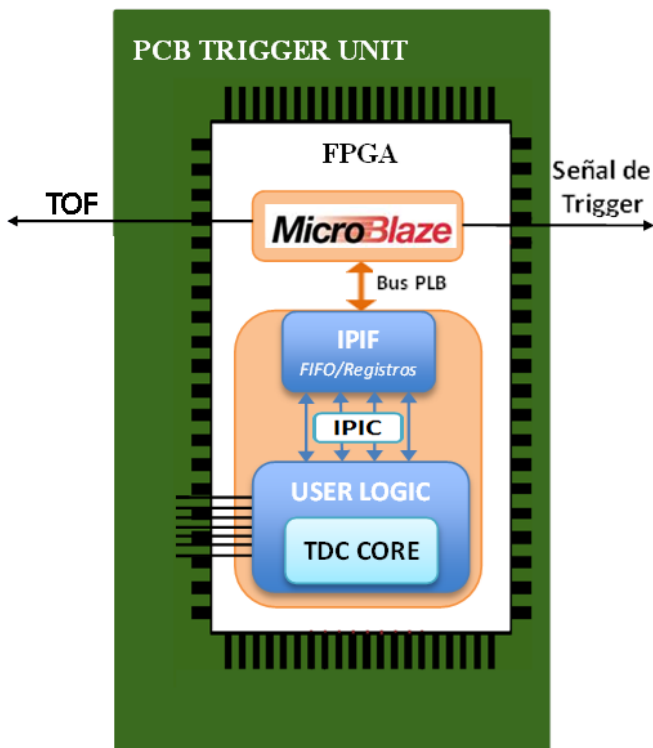 PCB TRIGGER UNIT
FPGA
TOF
MicroBlaze
Señal de
Trigger
Bus PLB
IPIF
FIFO/Registros
IPIC
USER LOGIC
TDC CORE